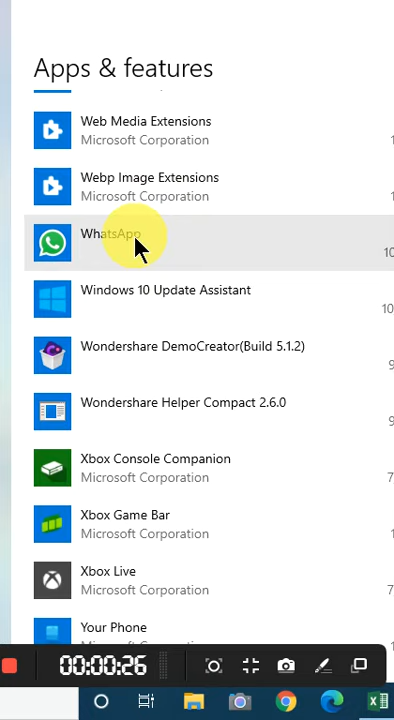 Apps & features
Web Media Extensions
Microsoft Corporation
Webp Image Extensions
Microsoft Corporation
WhatsApp
Windows 10 Update Assistant
Wondershare DemoCreator(Build 5.1.2)
Wondershare Helper Compact 2.6.0
Xbox Console Companion
Microsoft Corporation
Xbox Game Bar
Microsoft Corporation
Xbox Live
Microsoft Corporation
Your Phone
00:00:26